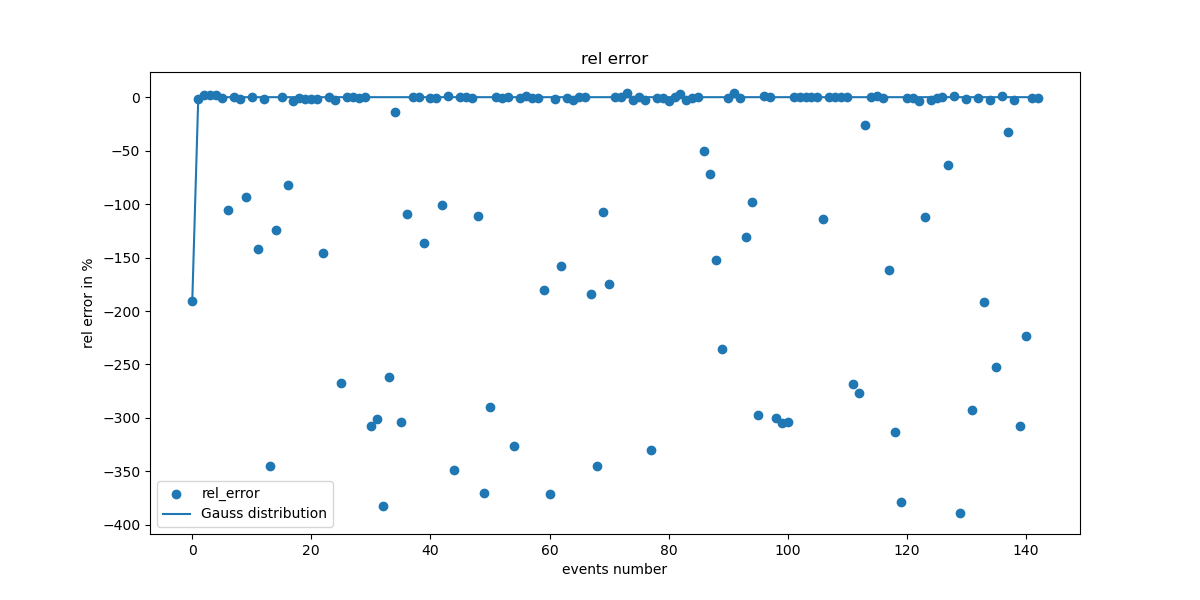 rel error
rel error in %
0
−50
−100
−150
−200
−250
−300
−350
−400
rel_error
Gauss distribution
0 20 40 60 80 100 120 140
events number